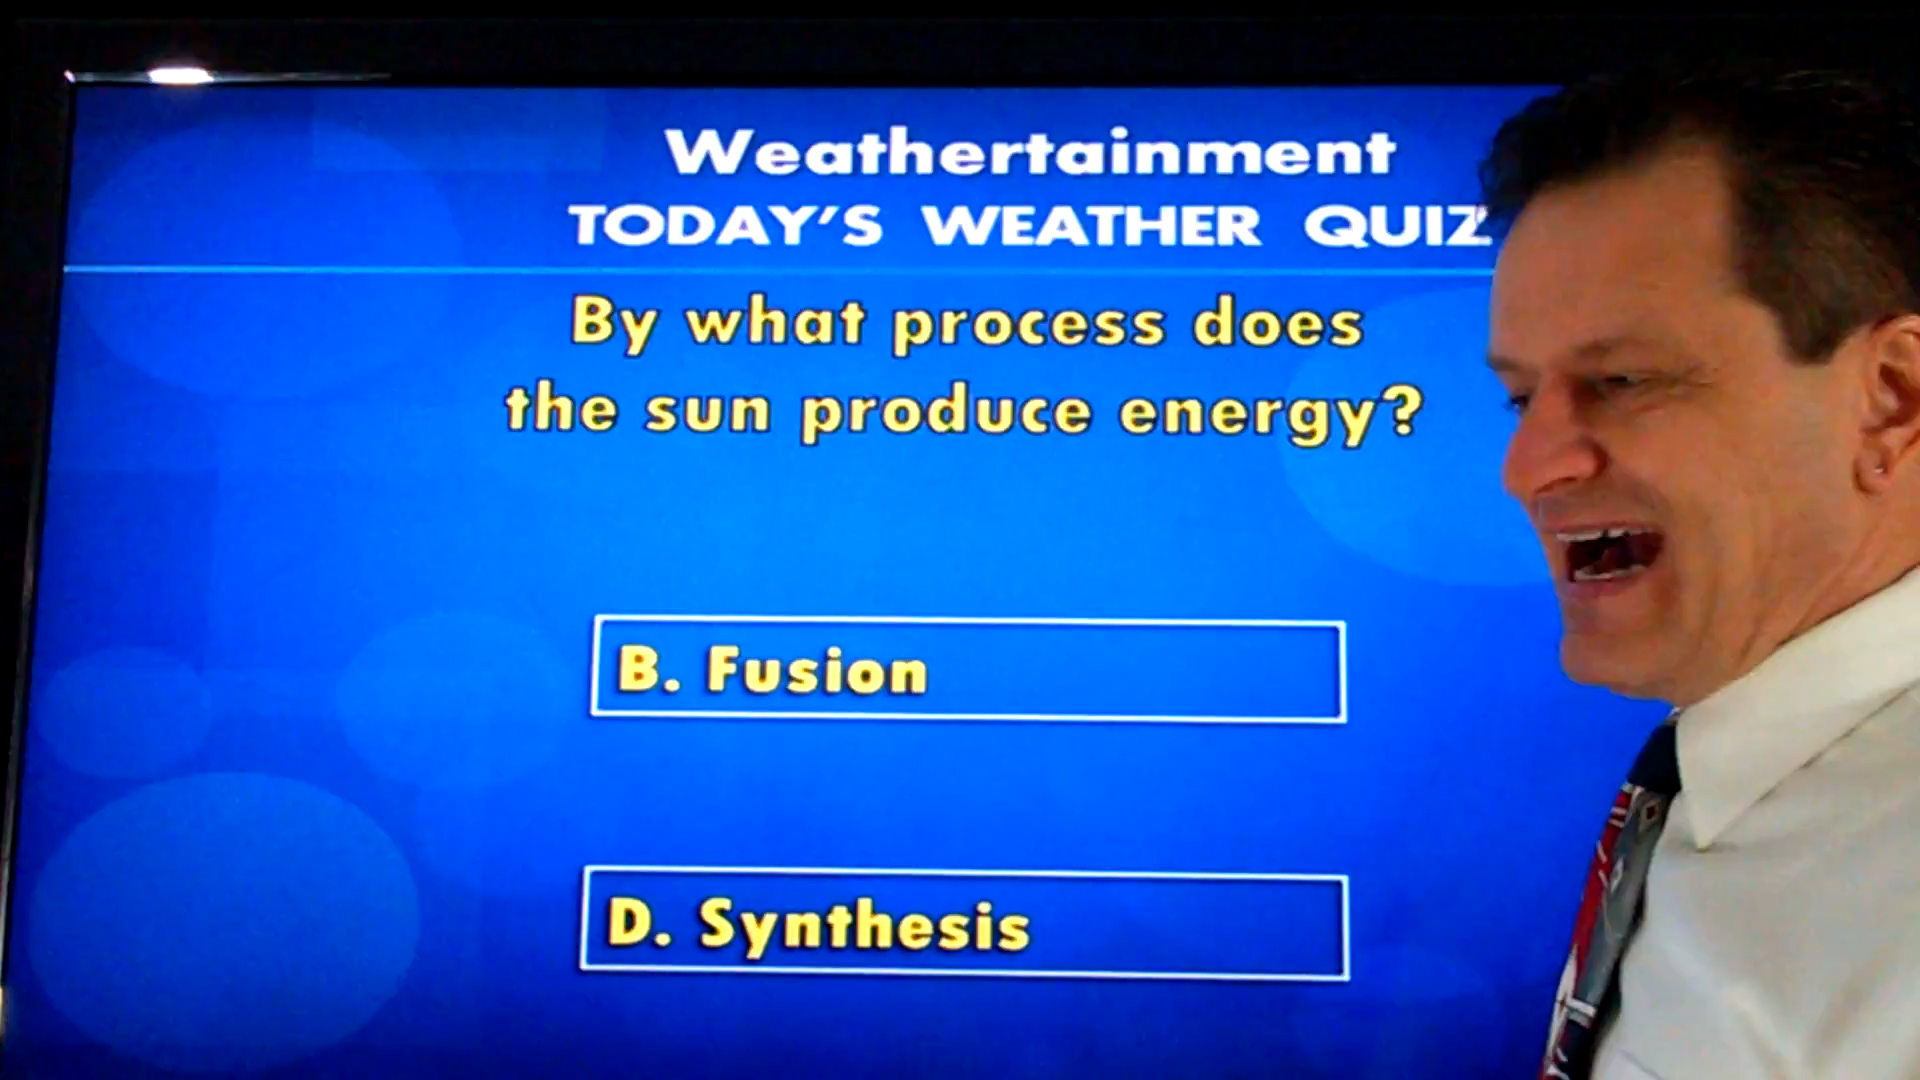 Weathertainment
TODAY'S WEATHER QUIZ
By what process does
the sun produce energy?
B. Fusion
D. Synthesis